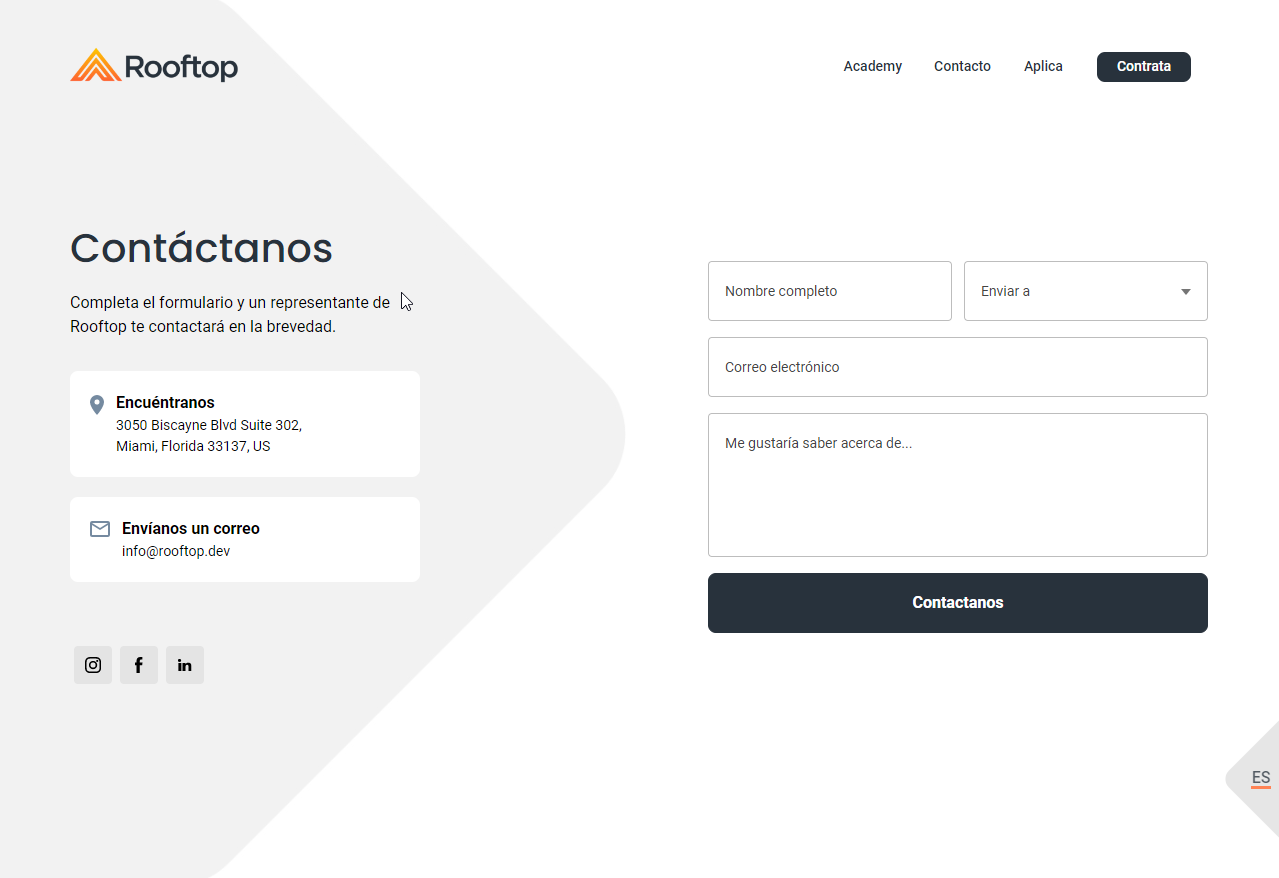 Rooftop
Academy
Contacto
Aplica
Contrata
Contáctanos
Completa el formulario y un representante de
Rooftop te contactará en la brevedad.
Encuéntranos
3050 Biscayne Blvd Suite 302,
Miami, Florida 33137, US
Envíanos un correo
info@rooftop.dev
Nombre completo
Enviar a
Correo electrónico
Me gustaría saber acerca de...
Contactanos
ES